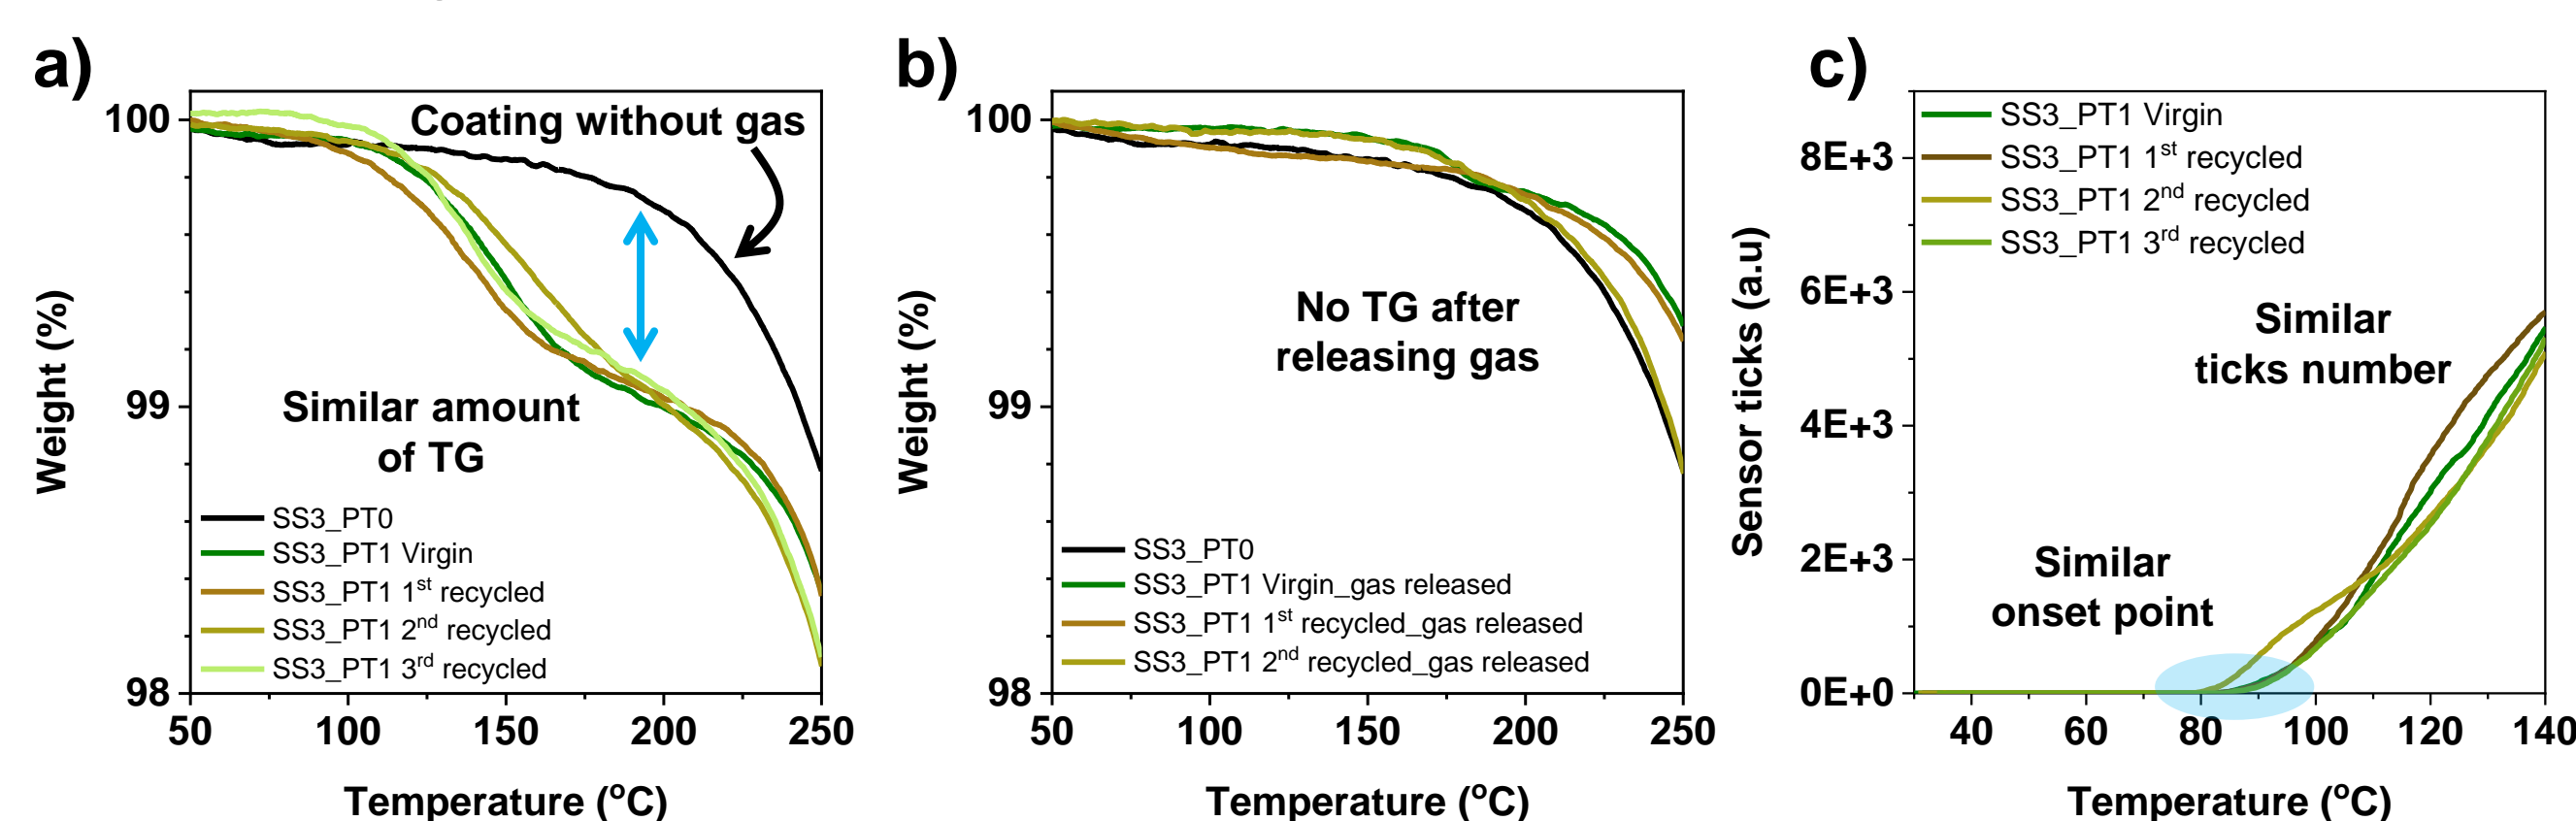 a)
Weight (%)
100
99
98
50 100 150 200 250
Temperature (°C)
Coating without gas
Similar amount
of TG
SS3_PT0
SS3_PT1 Virgin
SS3_PT1 1st recycled
SS3_PT1 2nd recycled
SS3_PT1 3rd recycled
b)
Weight (%)
100
99
98
50 100 150 200 250
Temperature (°C)
No TG after
releasing gas
SS3_PT0
SS3_PT1 Virgin_gas released
SS3_PT1 1st recycled_gas released
SS3_PT1 2nd recycled_gas released
c)
Sensor ticks (a.u)
8E+3
6E+3
4E+3
2E+3
0E+0
40 60 80 100 120 140
Temperature (°C)
SS3_PT1 Virgin
SS3_PT1 1st recycled
SS3_PT1 2nd recycled
SS3_PT1 3rd recycled
Similar
ticks number
Similar
onset point